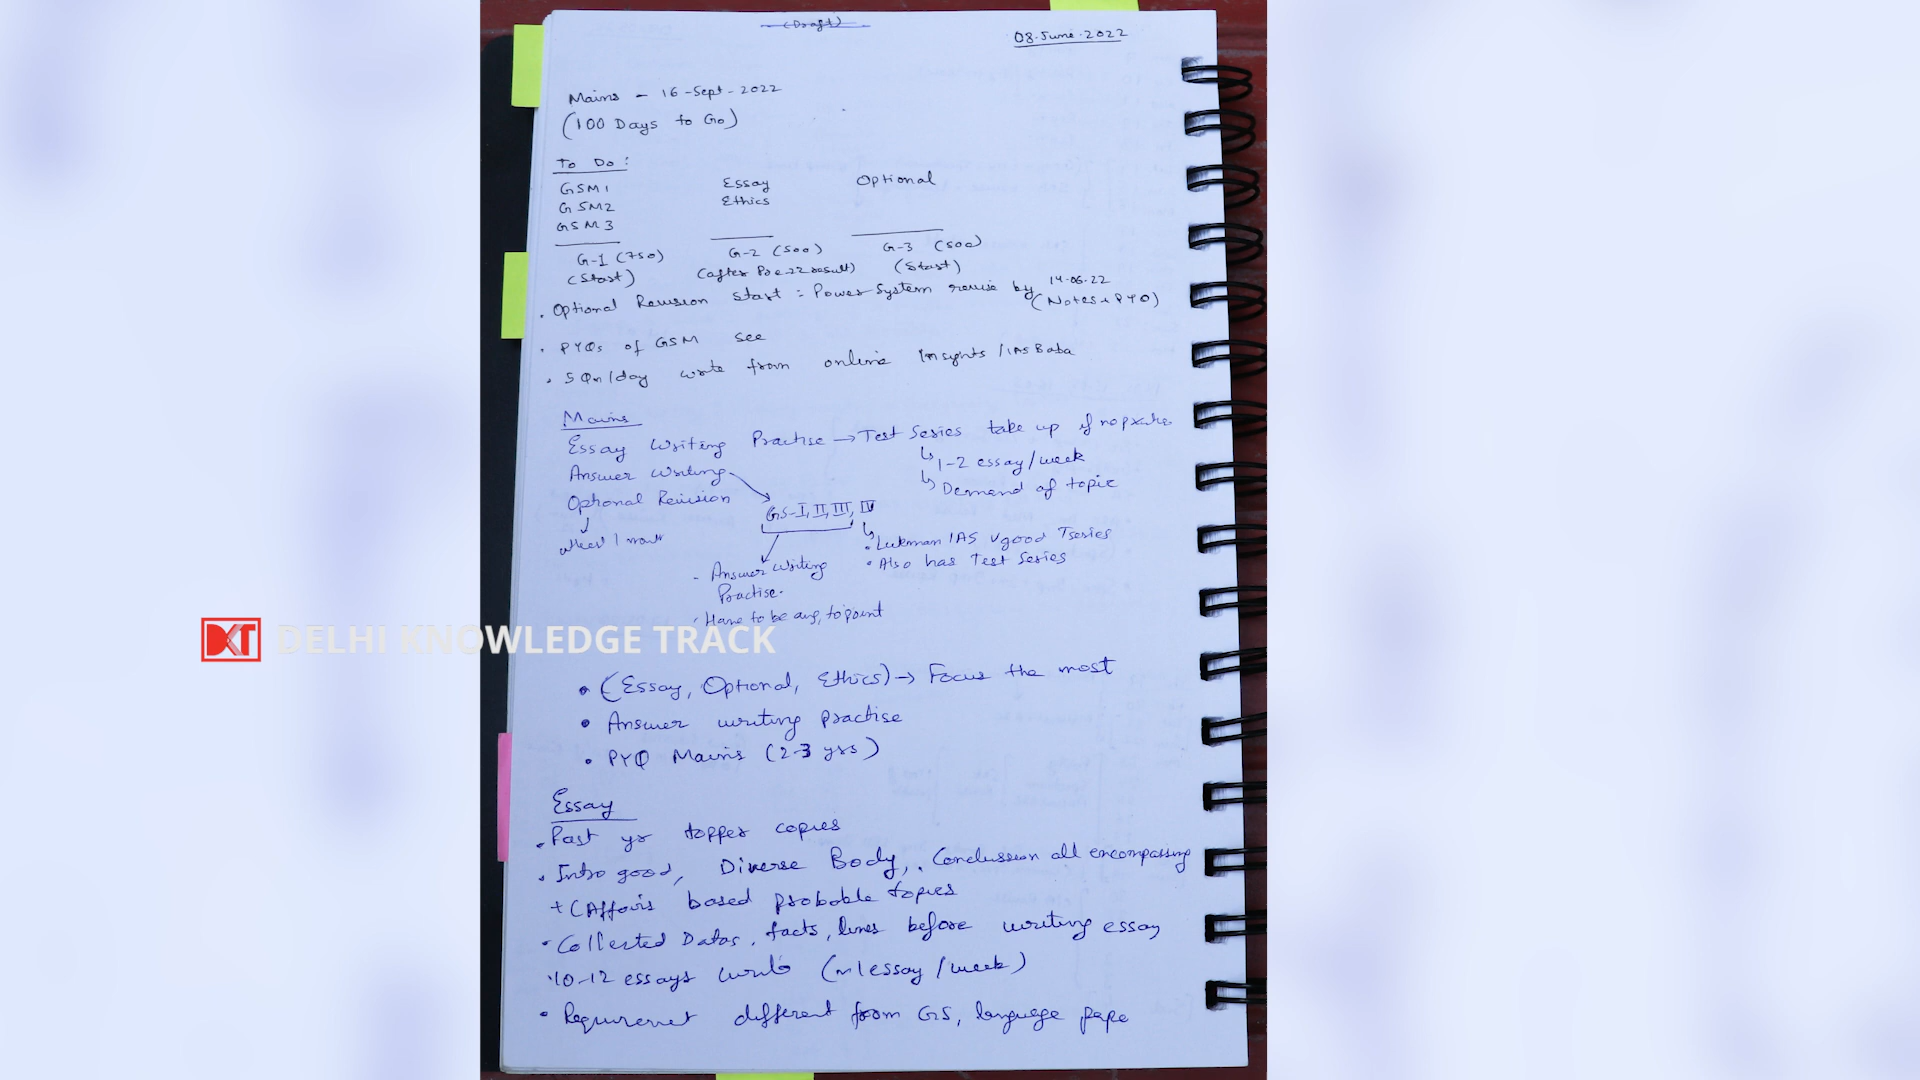 (Draft)
08.June.2022
Mains - 16-Sept-2022
(100 Days to Go)
To Do:
GSM1 Essay Optional
GSM2 Ethics
GSM3
G-1 (750) G-2 (500) G-3 (500)
(Start) (after Pre-22 result) (Start)
• Optional Revision start : Power System revise by 14-06-22
(Notes + PYQ)
• PYQs of GSM see
• 5 Qn/day write from online Insights / IAS Baba
Mains
Essay Writing Practise → Test Series take up if no
↳ 1-2 essay/week
Answer Writing
↳ Demand of topic
Optional Revision
GS-I, II, III, IV
1
• Lukman IAS v good Tseries
• Also has Test Series
- Answer Writing
Practise.
• Have to be avg, to point
DKT DELHI KNOWLEDGE TRACK
• (Essay, Optional, Ethics) → Focus the most
• Answer writing practise
• PYQ Mains (2-3 yrs)
Essay
• Past yr topper copies
• Intro good, Diverse Body, Conclussion all encompassing
+ CAffairs based probable topics
• Collected Datas, facts, lines before writing essay
• 10-12 essays write (~1essay/week)
• Requirement different from GS, language pape